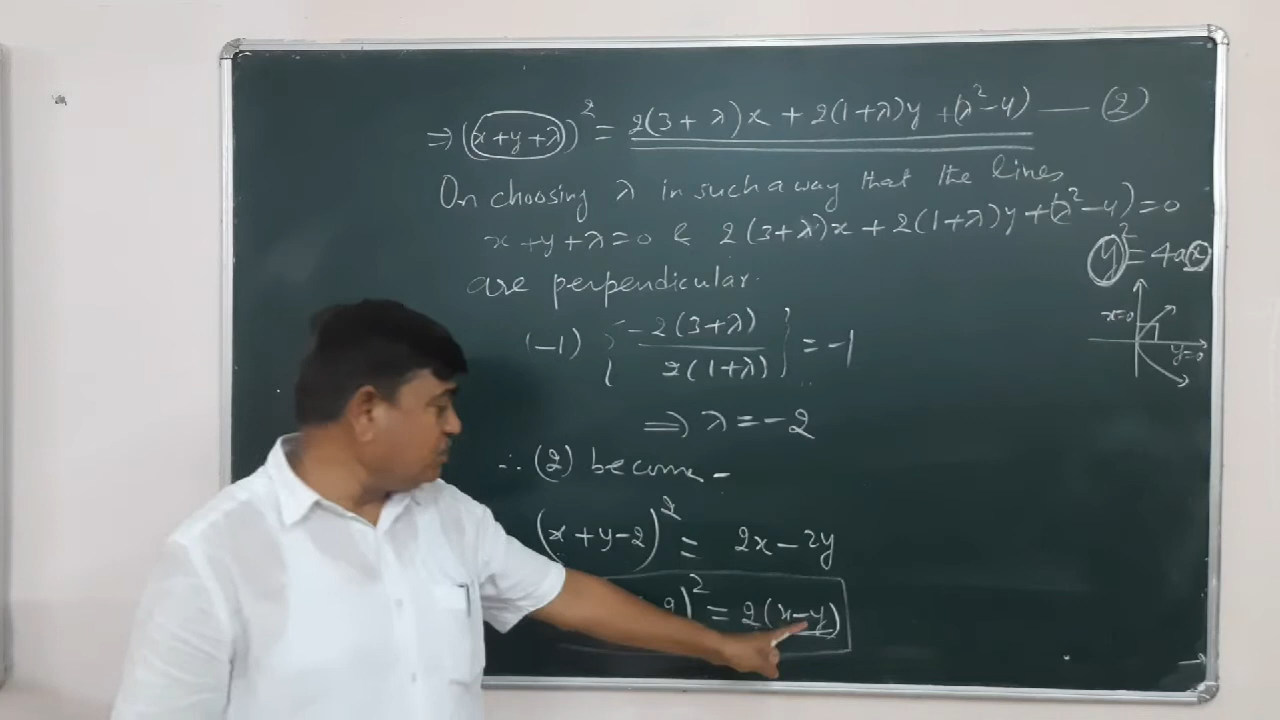 ⇒ (x+y+λ)² = 2(3+λ)x + 2(1+λ)y + (λ²-4) — (2)
On choosing λ in such a way that the lines
x+y+λ=0 & 2(3+λ)x + 2(1+λ)y + (λ²-4) = 0
are perpendicular.
y² = 4ax
x=0
y=0
(-1) { -2(3+λ) / 2(1+λ) } = -1
⇒ λ = -2
∴ (2) become -
(x+y-2)² = 2x-2y
2)² = 2(x-y)